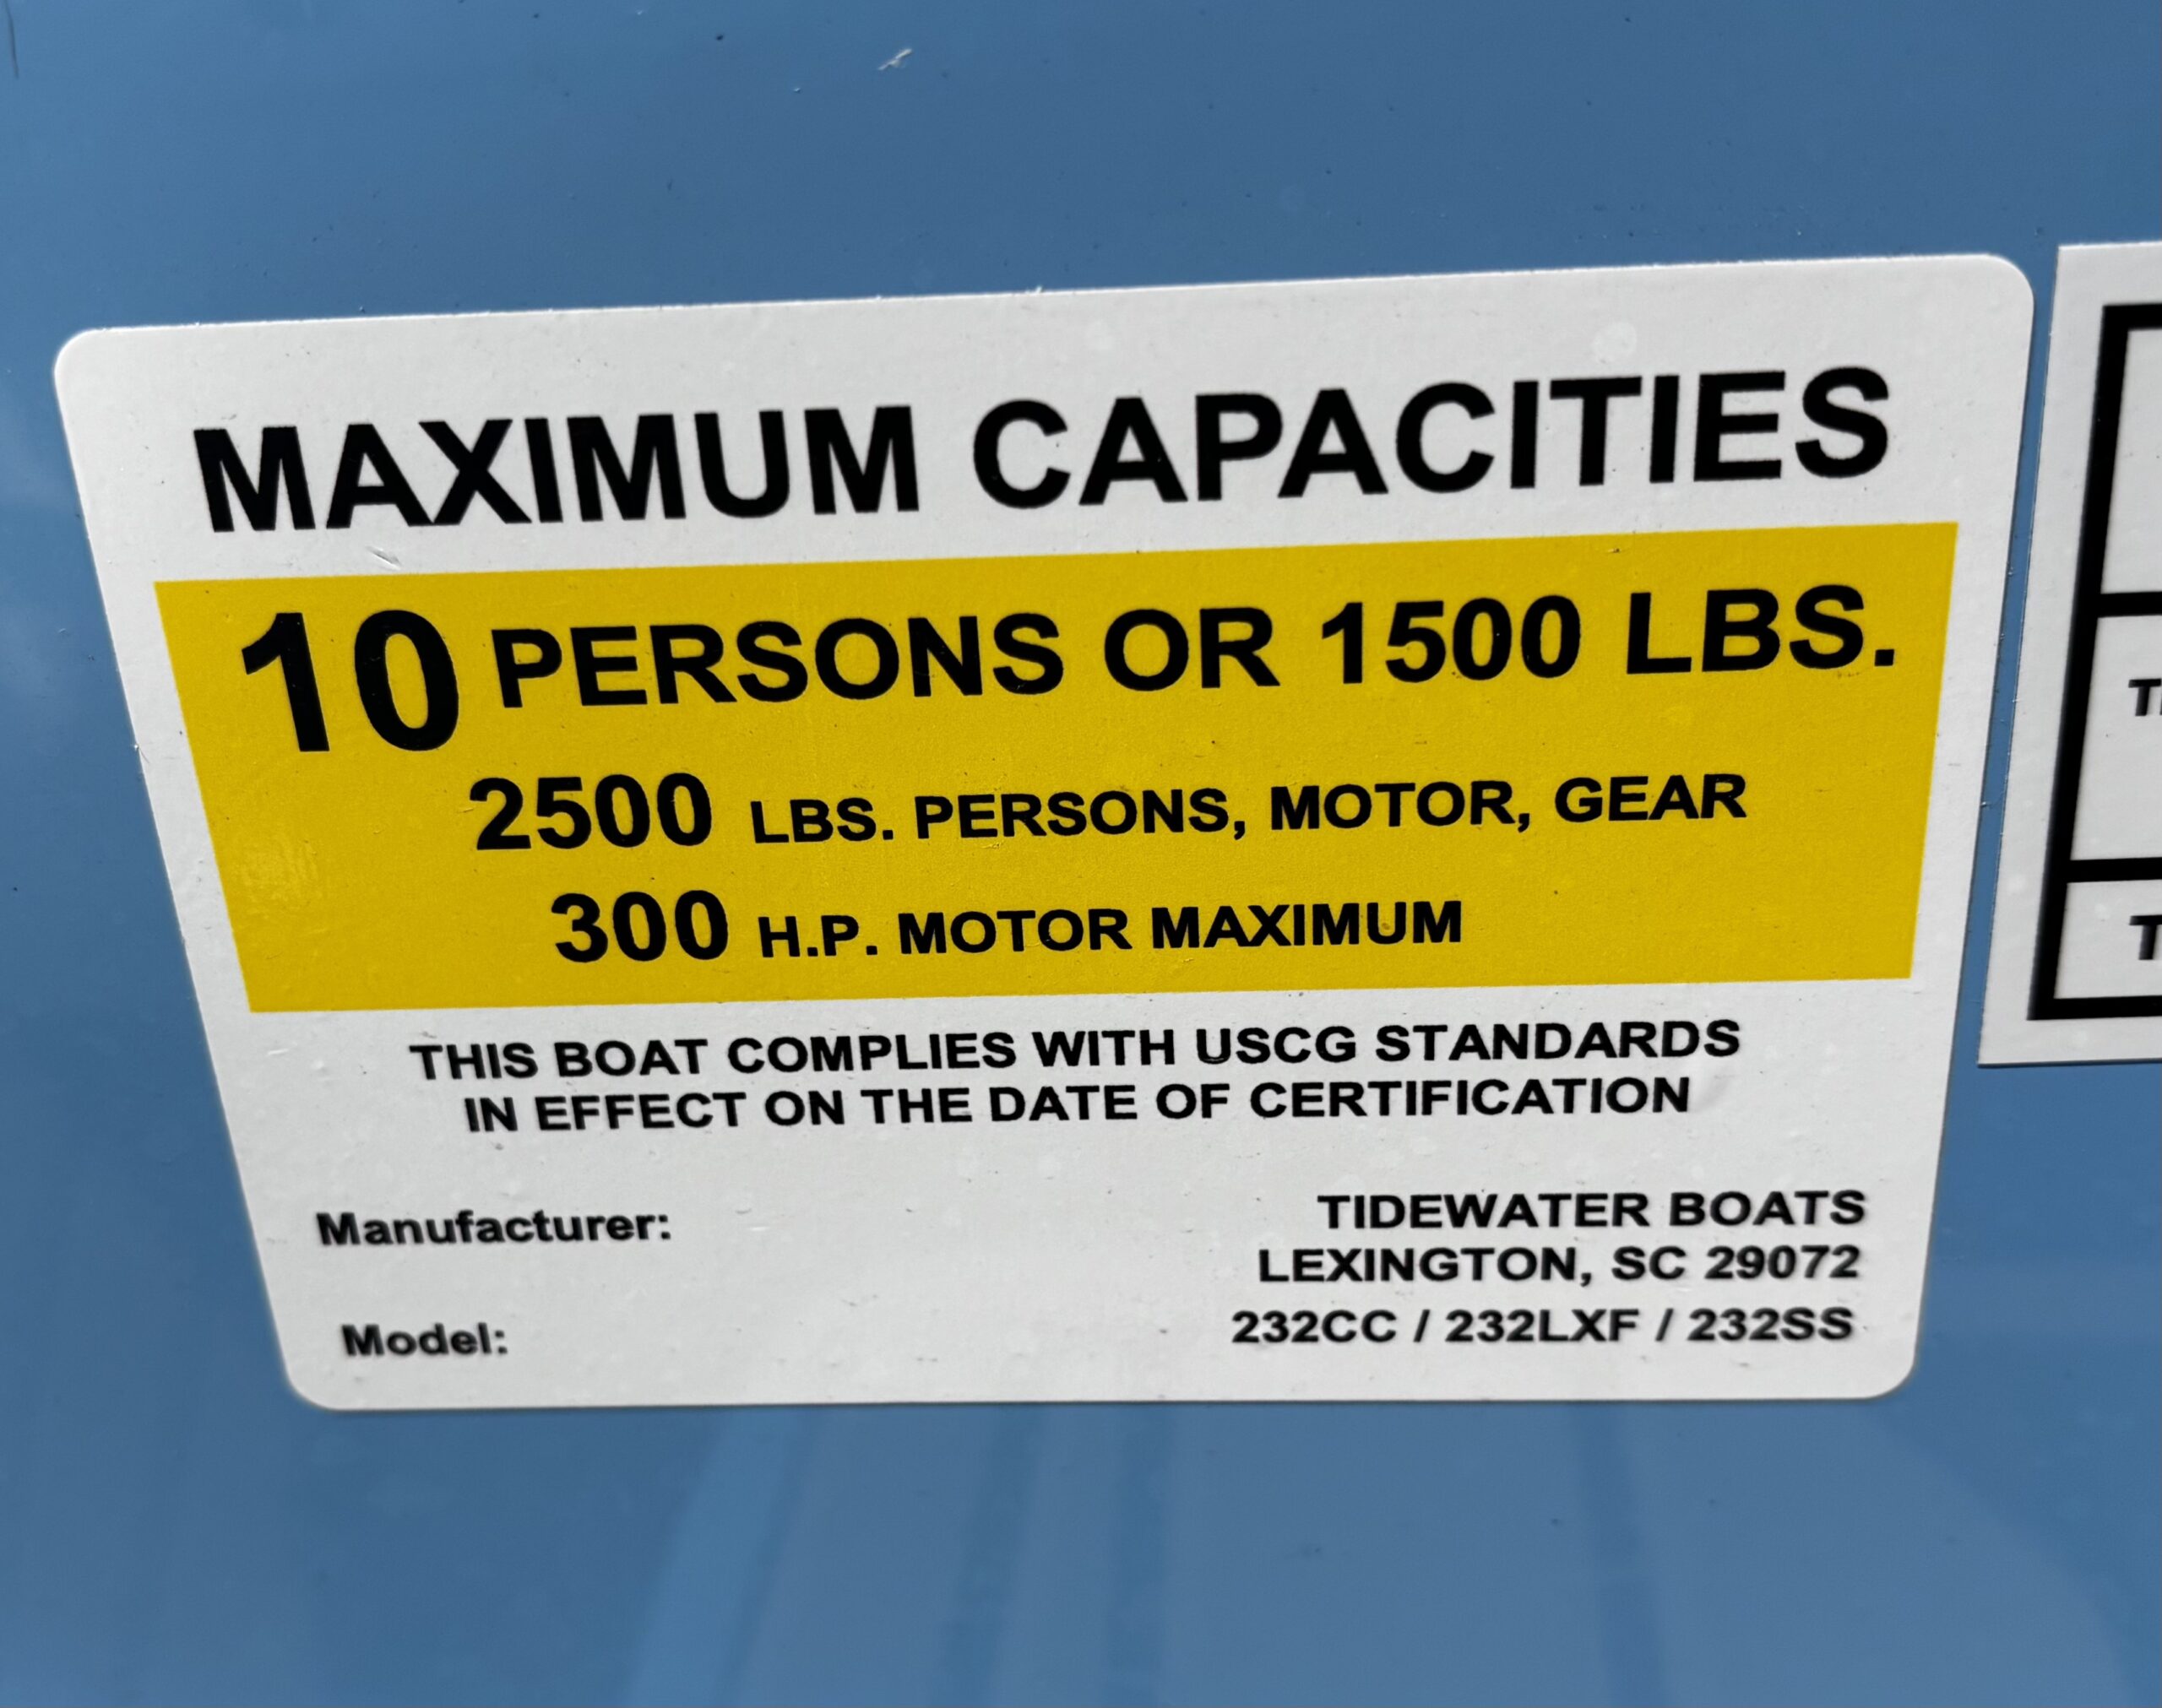 MAXIMUM CAPACITIES
10 PERSONS OR 1500 LBS.
2500 LBS. PERSONS, MOTOR, GEAR
300 H.P. MOTOR MAXIMUM
THIS BOAT COMPLIES WITH USCG STANDARDS
IN EFFECT ON THE DATE OF CERTIFICATION
Manufacturer: TIDEWATER BOATS
LEXINGTON, SC 29072
Model: 232CC / 232LXF / 232SS